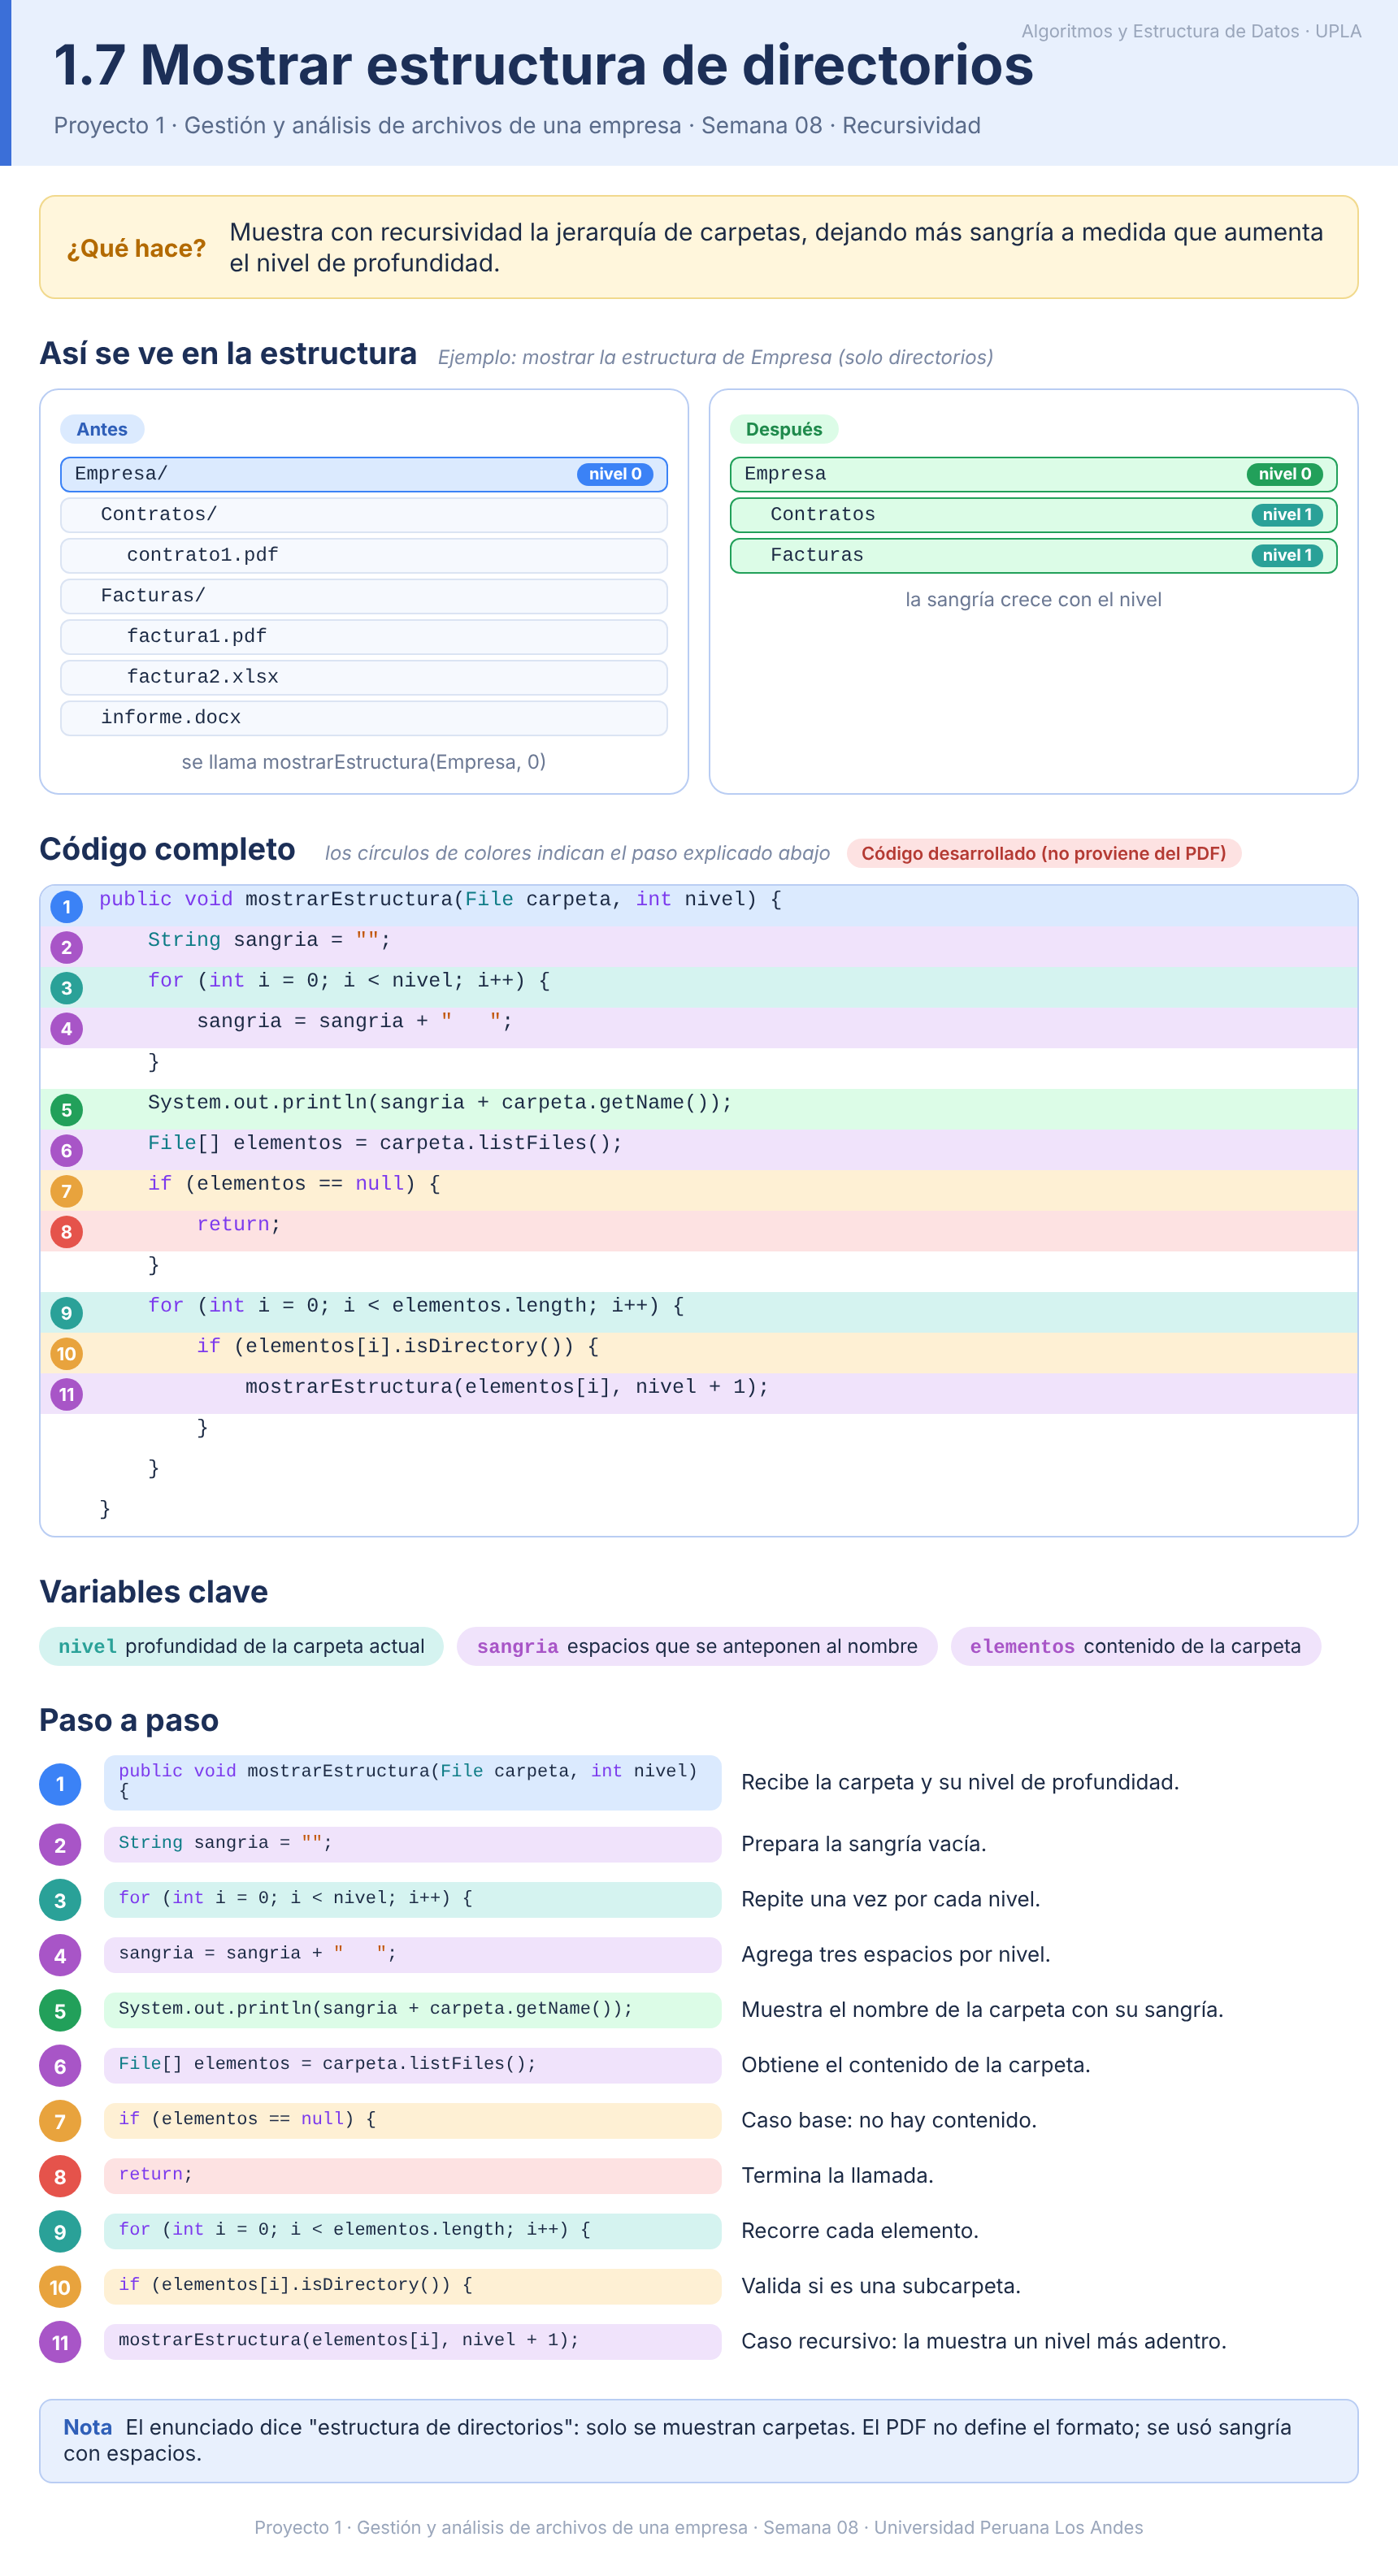 Algoritmos y Estructura de Datos · UPLA
1.7 Mostrar estructura de directorios
Proyecto 1 · Gestión y análisis de archivos de una empresa · Semana 08 · Recursividad
¿Qué hace?
Muestra con recursividad la jerarquía de carpetas, dejando más sangría a medida que aumenta
el nivel de profundidad.
Así se ve en la estructura Ejemplo: mostrar la estructura de Empresa (solo directorios)
Antes
Empresa/ nivel 0
Contratos/
contrato1.pdf
Facturas/
factura1.pdf
factura2.xlsx
informe.docx
se llama mostrarEstructura(Empresa, 0)
Después
Empresa nivel 0
Contratos nivel 1
Facturas nivel 1
la sangría crece con el nivel
Código completo los círculos de colores indican el paso explicado abajo Código desarrollado (no proviene del PDF)
1 public void mostrarEstructura(File carpeta, int nivel) {
2     String sangria = "";
3     for (int i = 0; i < nivel; i++) {
4         sangria = sangria + "   ";
    }
5     System.out.println(sangria + carpeta.getName());
6     File[] elementos = carpeta.listFiles();
7     if (elementos == null) {
8         return;
    }
9     for (int i = 0; i < elementos.length; i++) {
10         if (elementos[i].isDirectory()) {
11             mostrarEstructura(elementos[i], nivel + 1);
        }
    }
}
Variables clave
nivel profundidad de la carpeta actual sangria espacios que se anteponen al nombre elementos contenido de la carpeta
Paso a paso
1 public void mostrarEstructura(File carpeta, int nivel)
{
Recibe la carpeta y su nivel de profundidad.
2 String sangria = ""; Prepara la sangría vacía.
3 for (int i = 0; i < nivel; i++) { Repite una vez por cada nivel.
4 sangria = sangria + "   "; Agrega tres espacios por nivel.
5 System.out.println(sangria + carpeta.getName()); Muestra el nombre de la carpeta con su sangría.
6 File[] elementos = carpeta.listFiles(); Obtiene el contenido de la carpeta.
7 if (elementos == null) { Caso base: no hay contenido.
8 return; Termina la llamada.
9 for (int i = 0; i < elementos.length; i++) { Recorre cada elemento.
10 if (elementos[i].isDirectory()) { Valida si es una subcarpeta.
11 mostrarEstructura(elementos[i], nivel + 1); Caso recursivo: la muestra un nivel más adentro.
Nota El enunciado dice "estructura de directorios": solo se muestran carpetas. El PDF no define el formato; se usó sangría
con espacios.
Proyecto 1 · Gestión y análisis de archivos de una empresa · Semana 08 · Universidad Peruana Los Andes